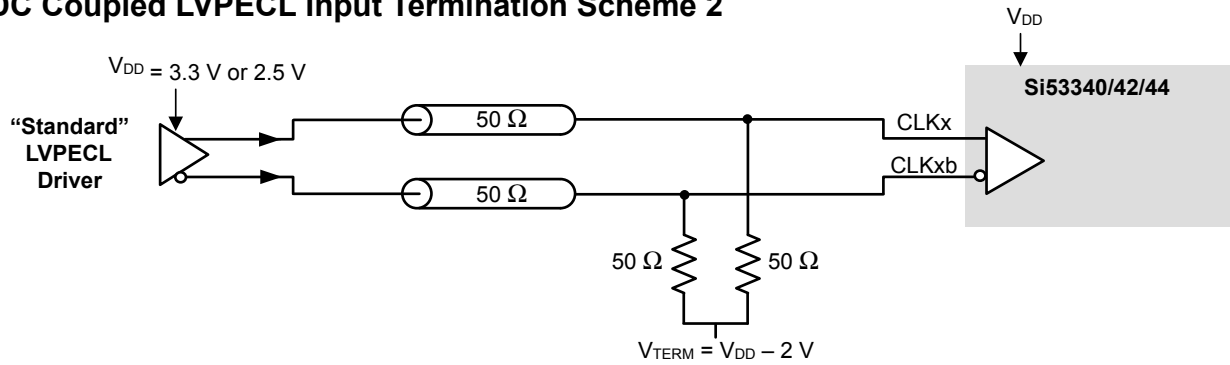 DC Coupled LVPECL Input Termination Scheme 2
VDD
VDD = 3.3 V or 2.5 V
Si53340/42/44
“Standard”
LVPECL
Driver
50 Ω
CLKx
50 Ω
CLKxb
50 Ω
50 Ω
VTERM = VDD – 2 V